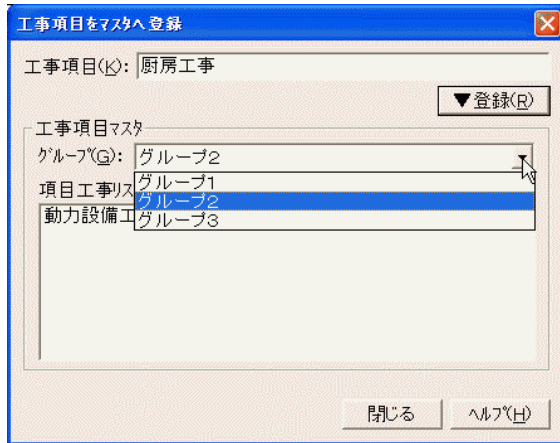 工事項目をﾏｽﾀへ登録
工事項目(K): 厨房工事
▼登録(R)
工事項目ﾏｽﾀ
ｸﾞﾙｰﾌﾟ(G): グループ2
グループ1
グループ2
グループ3
項目工事ﾘｽ
動力設備工
閉じる
ﾍﾙﾌﾟ(H)